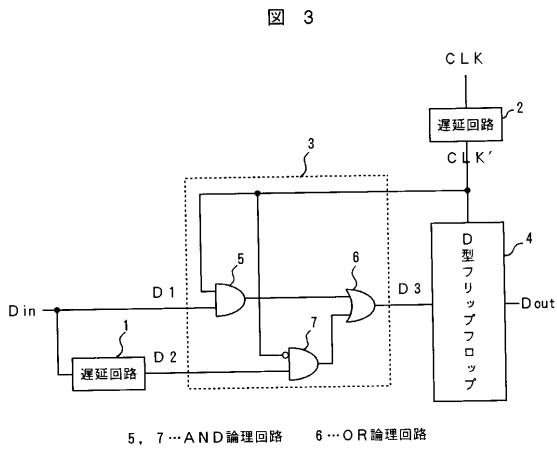 図 3
CLK
2
遅延回路
CLK'
3
4
D型フリップフロップ
5
6
D1
D3
Din
Dout
7
1
D2
遅延回路
5, 7…AND論理回路 6…OR論理回路